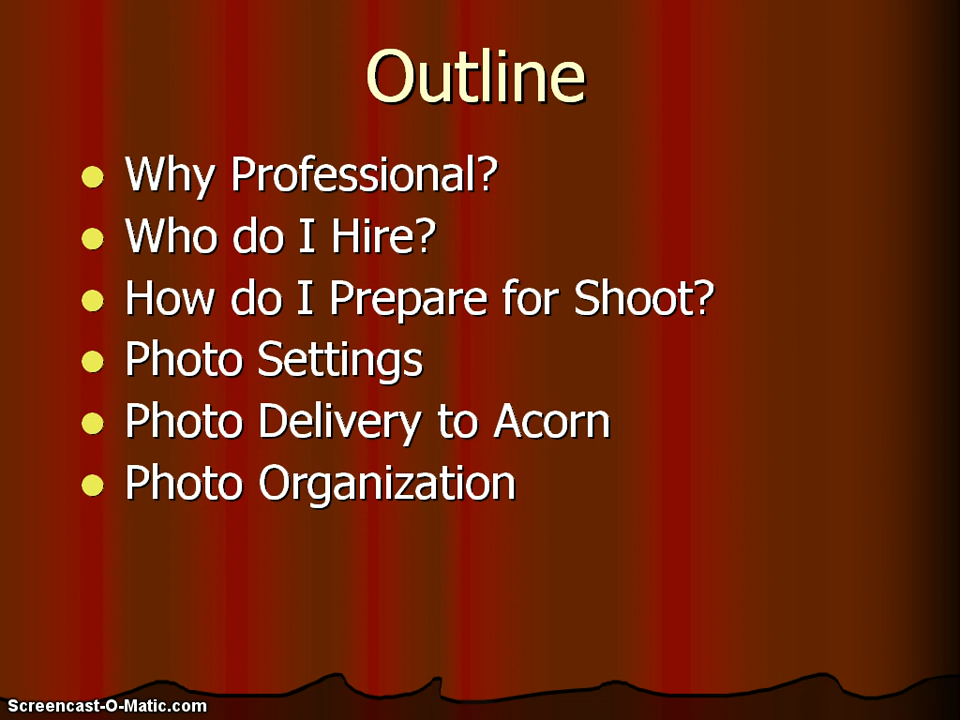 Outline
Why Professional?
Who do I Hire?
How do I Prepare for Shoot?
Photo Settings
Photo Delivery to Acorn
Photo Organization
Screencast-O-Matic.com